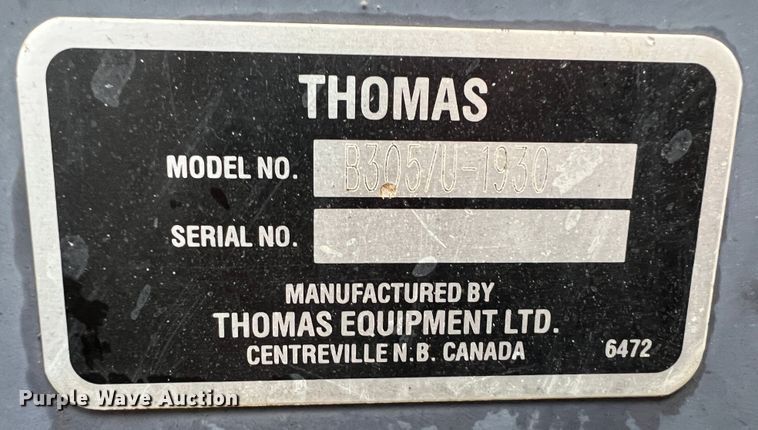 THOMAS
MODEL NO. B305/U-1930
SERIAL NO.
MANUFACTURED BY
THOMAS EQUIPMENT LTD.
CENTREVILLE N.B. CANADA 6472
Purple Wave Auction